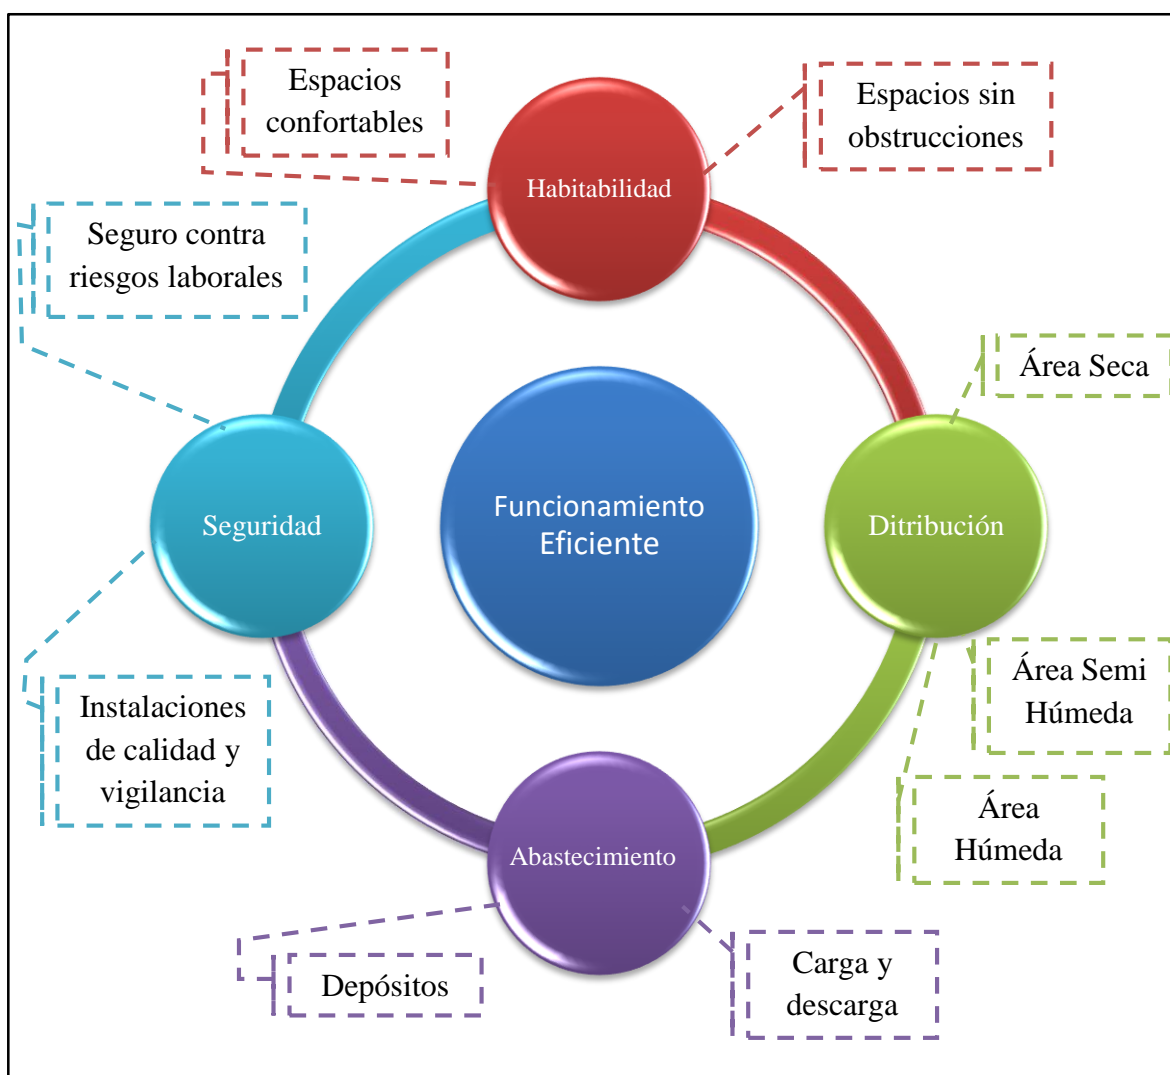 Espacios
confortables
Espacios sin
obstrucciones
Habitabilidad
Seguro contra
riesgos laborales
Área Seca
Seguridad
Funcionamiento
Eficiente
Ditribución
Área Semi
Húmeda
Instalaciones
de calidad y
vigilancia
Área
Húmeda
Abastecimiento
Depósitos
Carga y
descarga